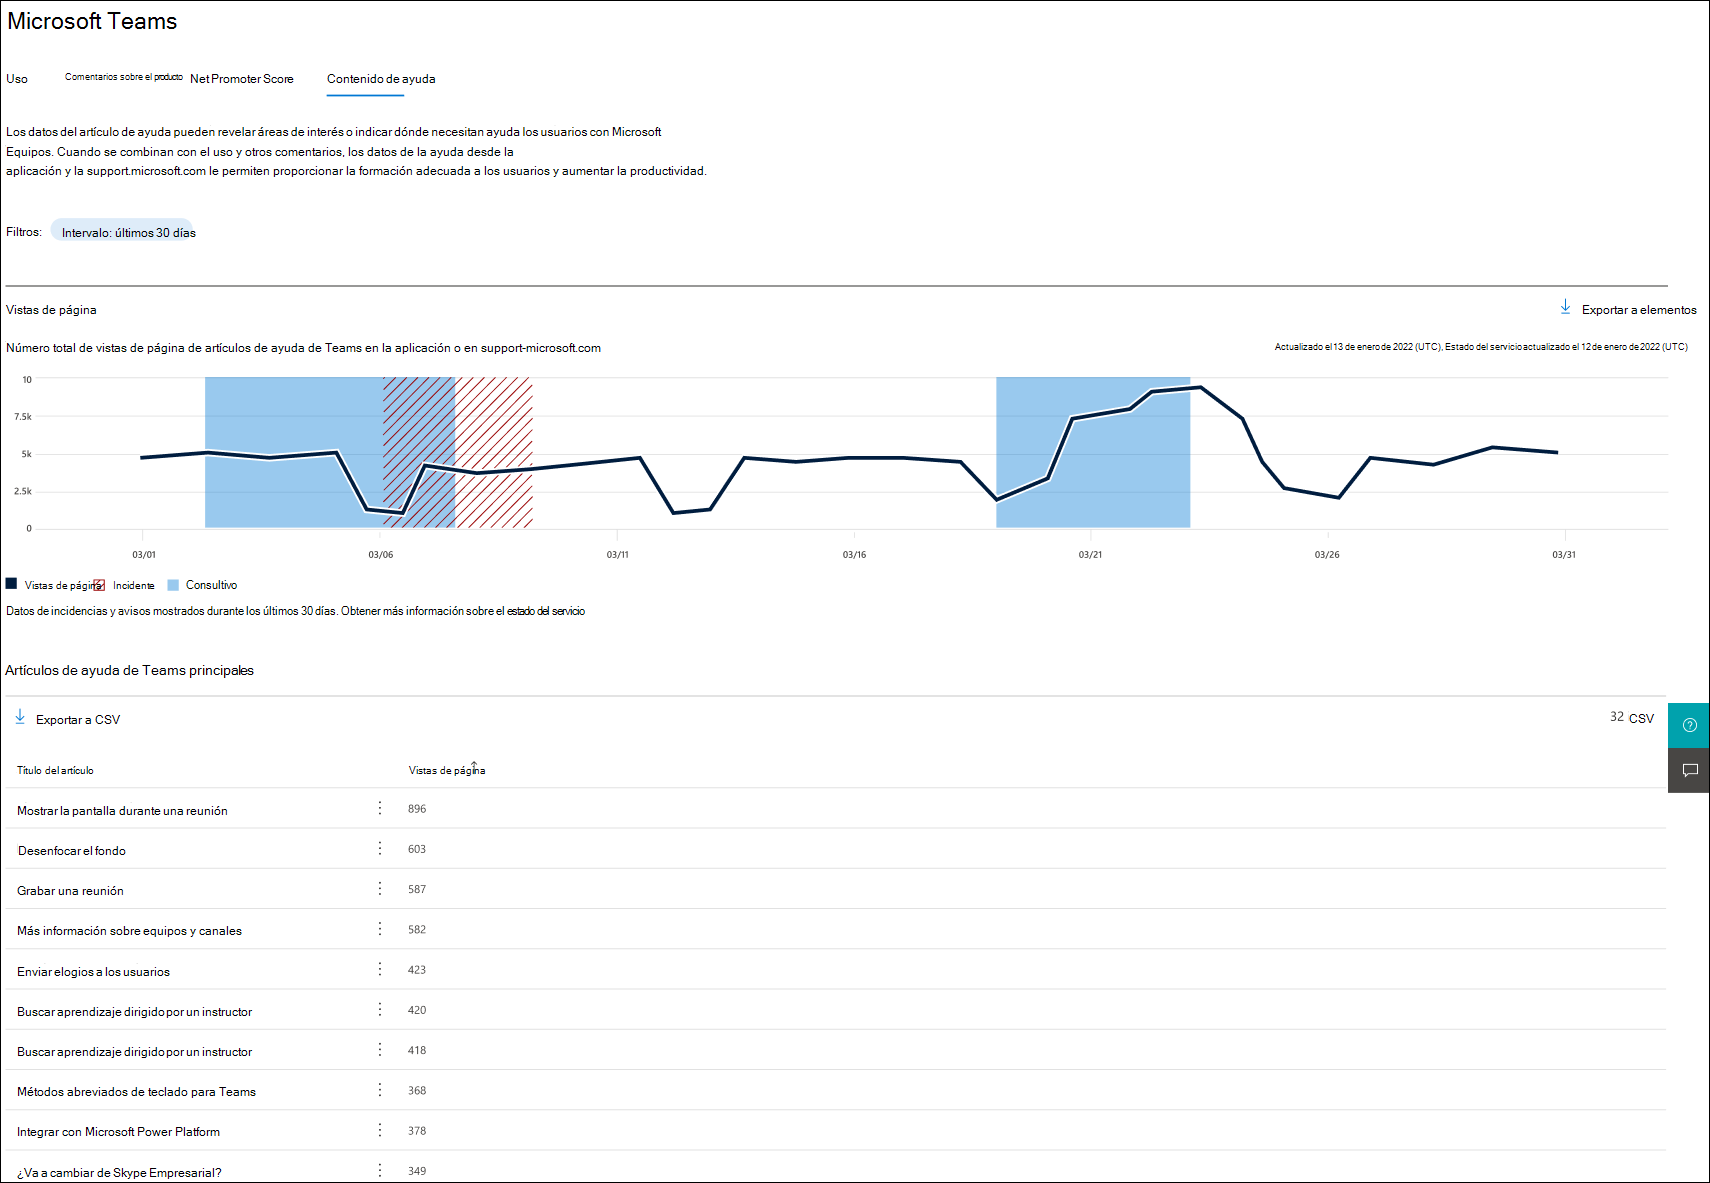 Microsoft Teams
Uso Comentarios sobre el producto Net Promoter Score Contenido de ayuda
Los datos del artículo de ayuda pueden revelar áreas de interés o indicar dónde necesitan ayuda los usuarios con Microsoft
Equipos. Cuando se combinan con el uso y otros comentarios, los datos de la ayuda desde la
aplicación y la support.microsoft.com le permiten proporcionar la formación adecuada a los usuarios y aumentar la productividad.
Filtros: Intervalo: últimos 30 días
Vistas de página Exportar a elementos
Número total de vistas de página de artículos de ayuda de Teams en la aplicación o en support-microsoft.com Actualizado el 13 de enero de 2022 (UTC), Estado del servicio actualizado el 12 de enero de 2022 (UTC)
10
7.5k
5k
2.5k
0
03/01 03/06 03/11 03/16 03/21 03/26 03/31
Vistas de página Incidente Consultivo
Datos de incidencias y avisos mostrados durante los últimos 30 días. Obtener más información sobre el estado del servicio
Artículos de ayuda de Teams principales
Exportar a CSV 32 CSV
Título del artículo Vistas de página
Mostrar la pantalla durante una reunión 896
Desenfocar el fondo 603
Grabar una reunión 587
Más información sobre equipos y canales 582
Enviar elogios a los usuarios 423
Buscar aprendizaje dirigido por un instructor 420
Buscar aprendizaje dirigido por un instructor 418
Métodos abreviados de teclado para Teams 368
Integrar con Microsoft Power Platform 378
¿Va a cambiar de Skype Empresarial? 349